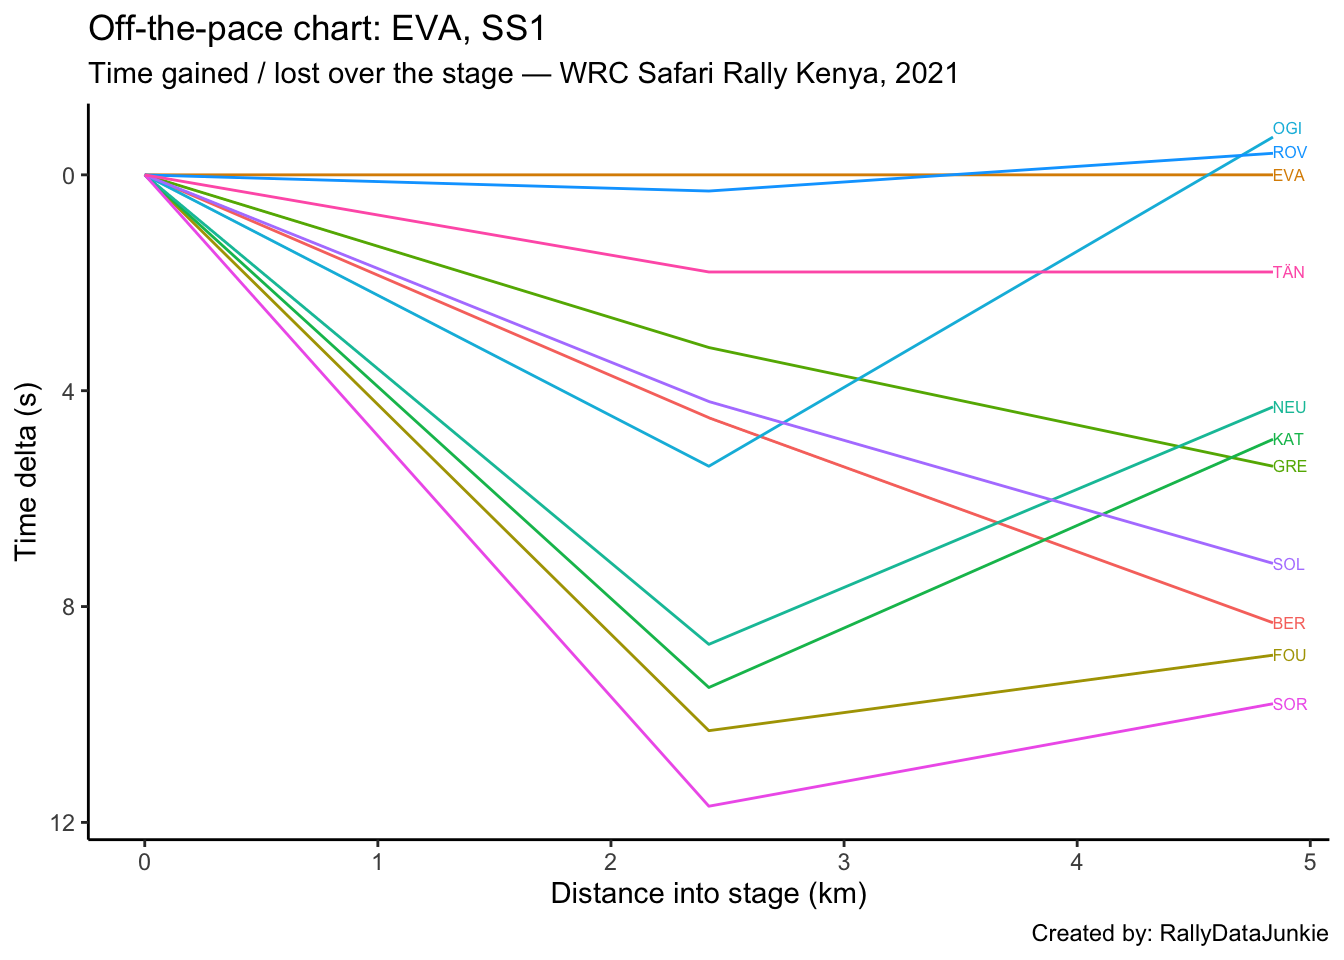 Off-the-pace chart: EVA, SS1
Time gained / lost over the stage — WRC Safari Rally Kenya, 2021
Time delta (s)
0
4
8
12
OGI
ROV
EVA
TÄN
NEU
KAT
GRE
SOL
BER
FOU
SOR
0 1 2 3 4 5
Distance into stage (km)
Created by: RallyDataJunkie